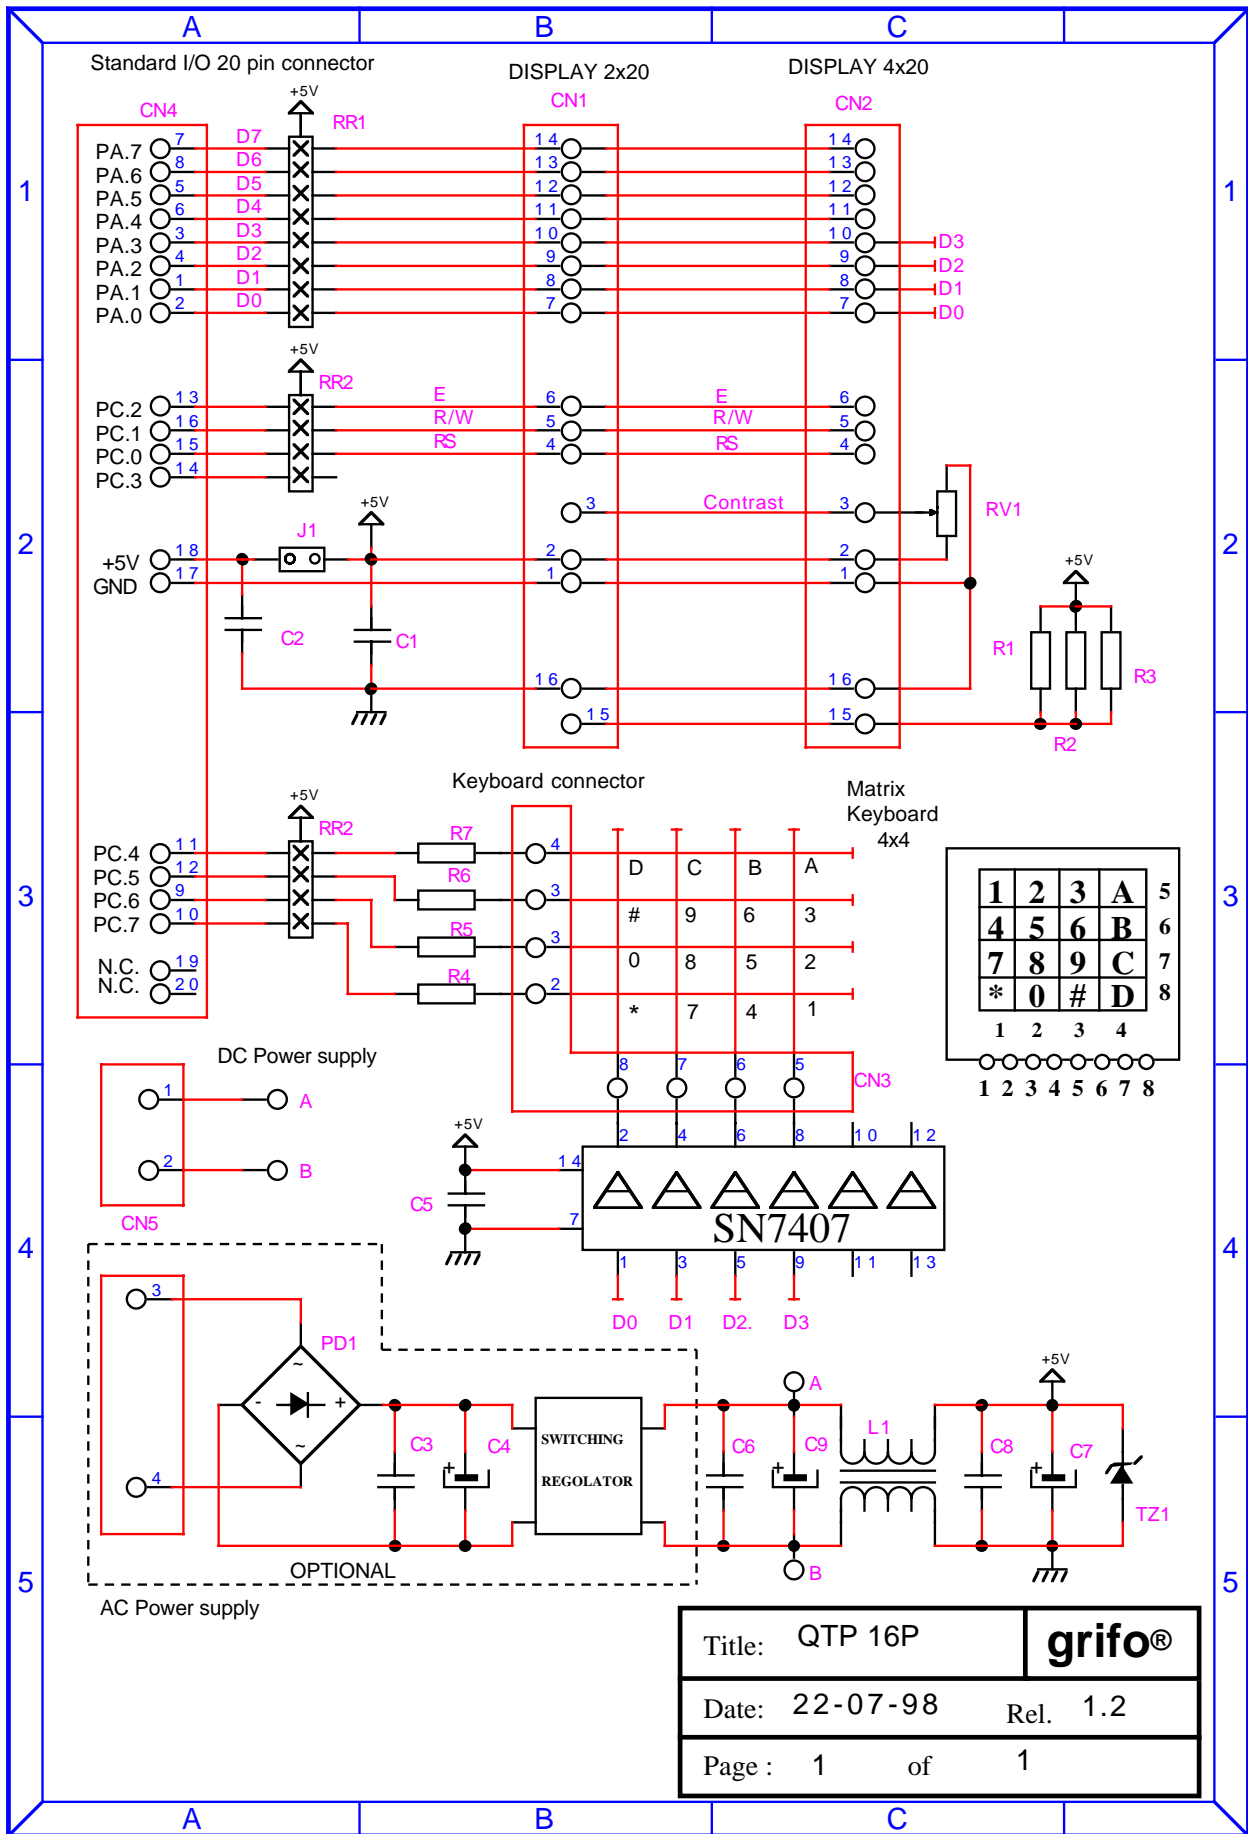 A B C
Standard I/O 20 pin connector
DISPLAY 2x20
DISPLAY 4x20
CN4 +5V RR1 CN1 CN2
PA.7 7 D7 14 14
PA.6 8 D6 13 13
PA.5 5 D5 12 12
PA.4 6 D4 11 11
PA.3 3 D3 10 10 D3
PA.2 4 D2 9 9 D2
PA.1 1 D1 8 8 D1
PA.0 2 D0 7 7 D0
1 1
+5V
RR2
PC.2 13 E 6 E 6
PC.1 16 R/W 5 R/W 5
PC.0 15 RS 4 RS 4
PC.3 14
3 Contrast 3 RV1
+5V
J1
2 2
+5V 18 2 2
GND 17 1 1
+5V
C2 C1
R1 R3
16 16
15 15
R2
Keyboard connector
Matrix
Keyboard
4x4
+5V
RR2
PC.4 11 R7 4
D C B A
PC.5 12 R6
PC.6 9 3
# 9 6 3
PC.7 10 R5 3
0 8 5 2
N.C. 19
N.C. 20
R4 2
* 7 4 1
3 3
1 2 3 A 5
4 5 6 B 6
7 8 9 C 7
* 0 # D 8
1 2 3 4
1 2 3 4 5 6 7 8
DC Power supply
8 7 6 5 CN3
1 A
2 B
CN5
+5V
2 4 6 8 10 12
14
C5
7
SN7407
1 3 5 9 11 13
D0 D1 D2. D3
4 4
3
PD1
~
- +
~
4
C3 C4
+
SWITCHING
REGOLATOR
A
C6 C9
+
L1
C8 C7
+
+5V
TZ1
B
OPTIONAL
AC Power supply
5 5
Title: QTP 16P grifo®
Date: 22-07-98 Rel. 1.2
Page : 1 of 1
A B C